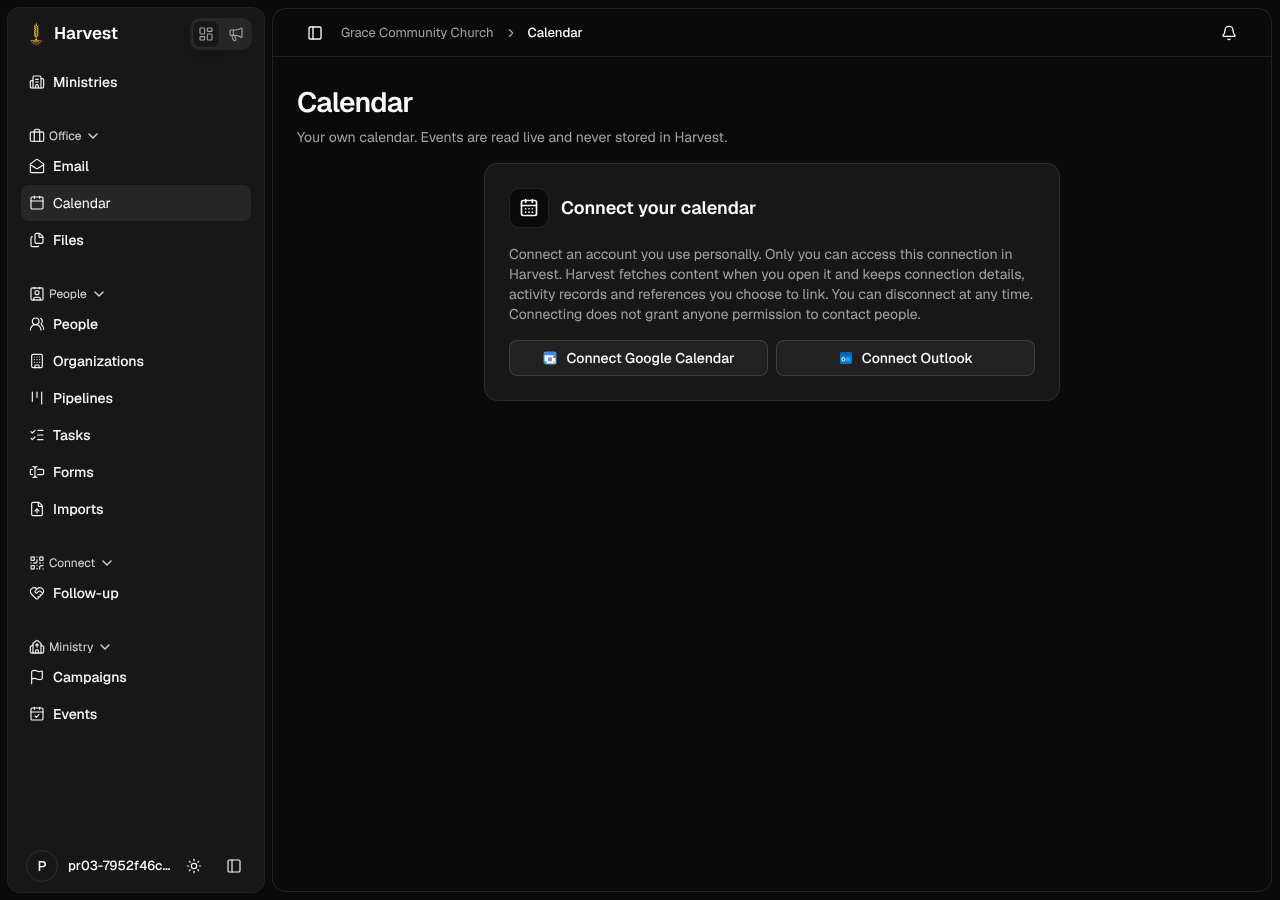 Harvest
Ministries
Office
Email
Calendar
Files
People
People
Organizations
Pipelines
Tasks
Forms
Imports
Connect
Follow-up
Ministry
Campaigns
Events
P
pr03-7952f46c...
Grace Community Church
Calendar
Calendar
Your own calendar. Events are read live and never stored in Harvest.
Connect your calendar
Connect an account you use personally. Only you can access this connection in
Harvest. Harvest fetches content when you open it and keeps connection details,
activity records and references you choose to link. You can disconnect at any time.
Connecting does not grant anyone permission to contact people.
Connect Google Calendar
Connect Outlook